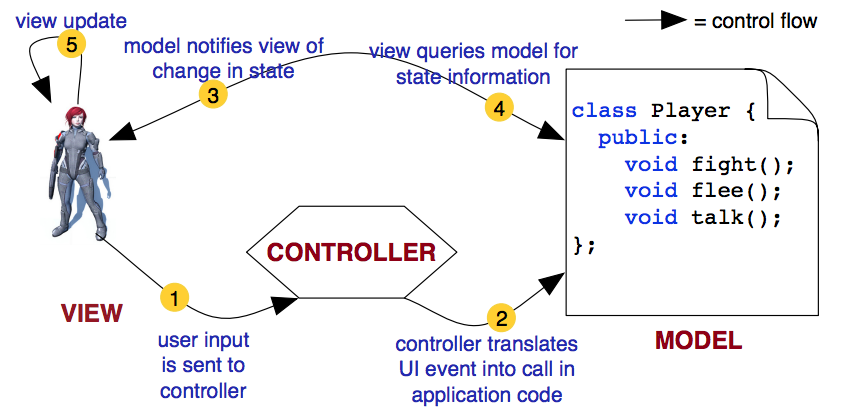 view update
5
model notifies view of
change in state
3
view queries model for
state information
4
= control flow
class Player {
public:
void fight();
void flee();
void talk();
};
CONTROLLER
VIEW
1
user input
is sent to
controller
2
controller translates
UI event into call in
application code
MODEL